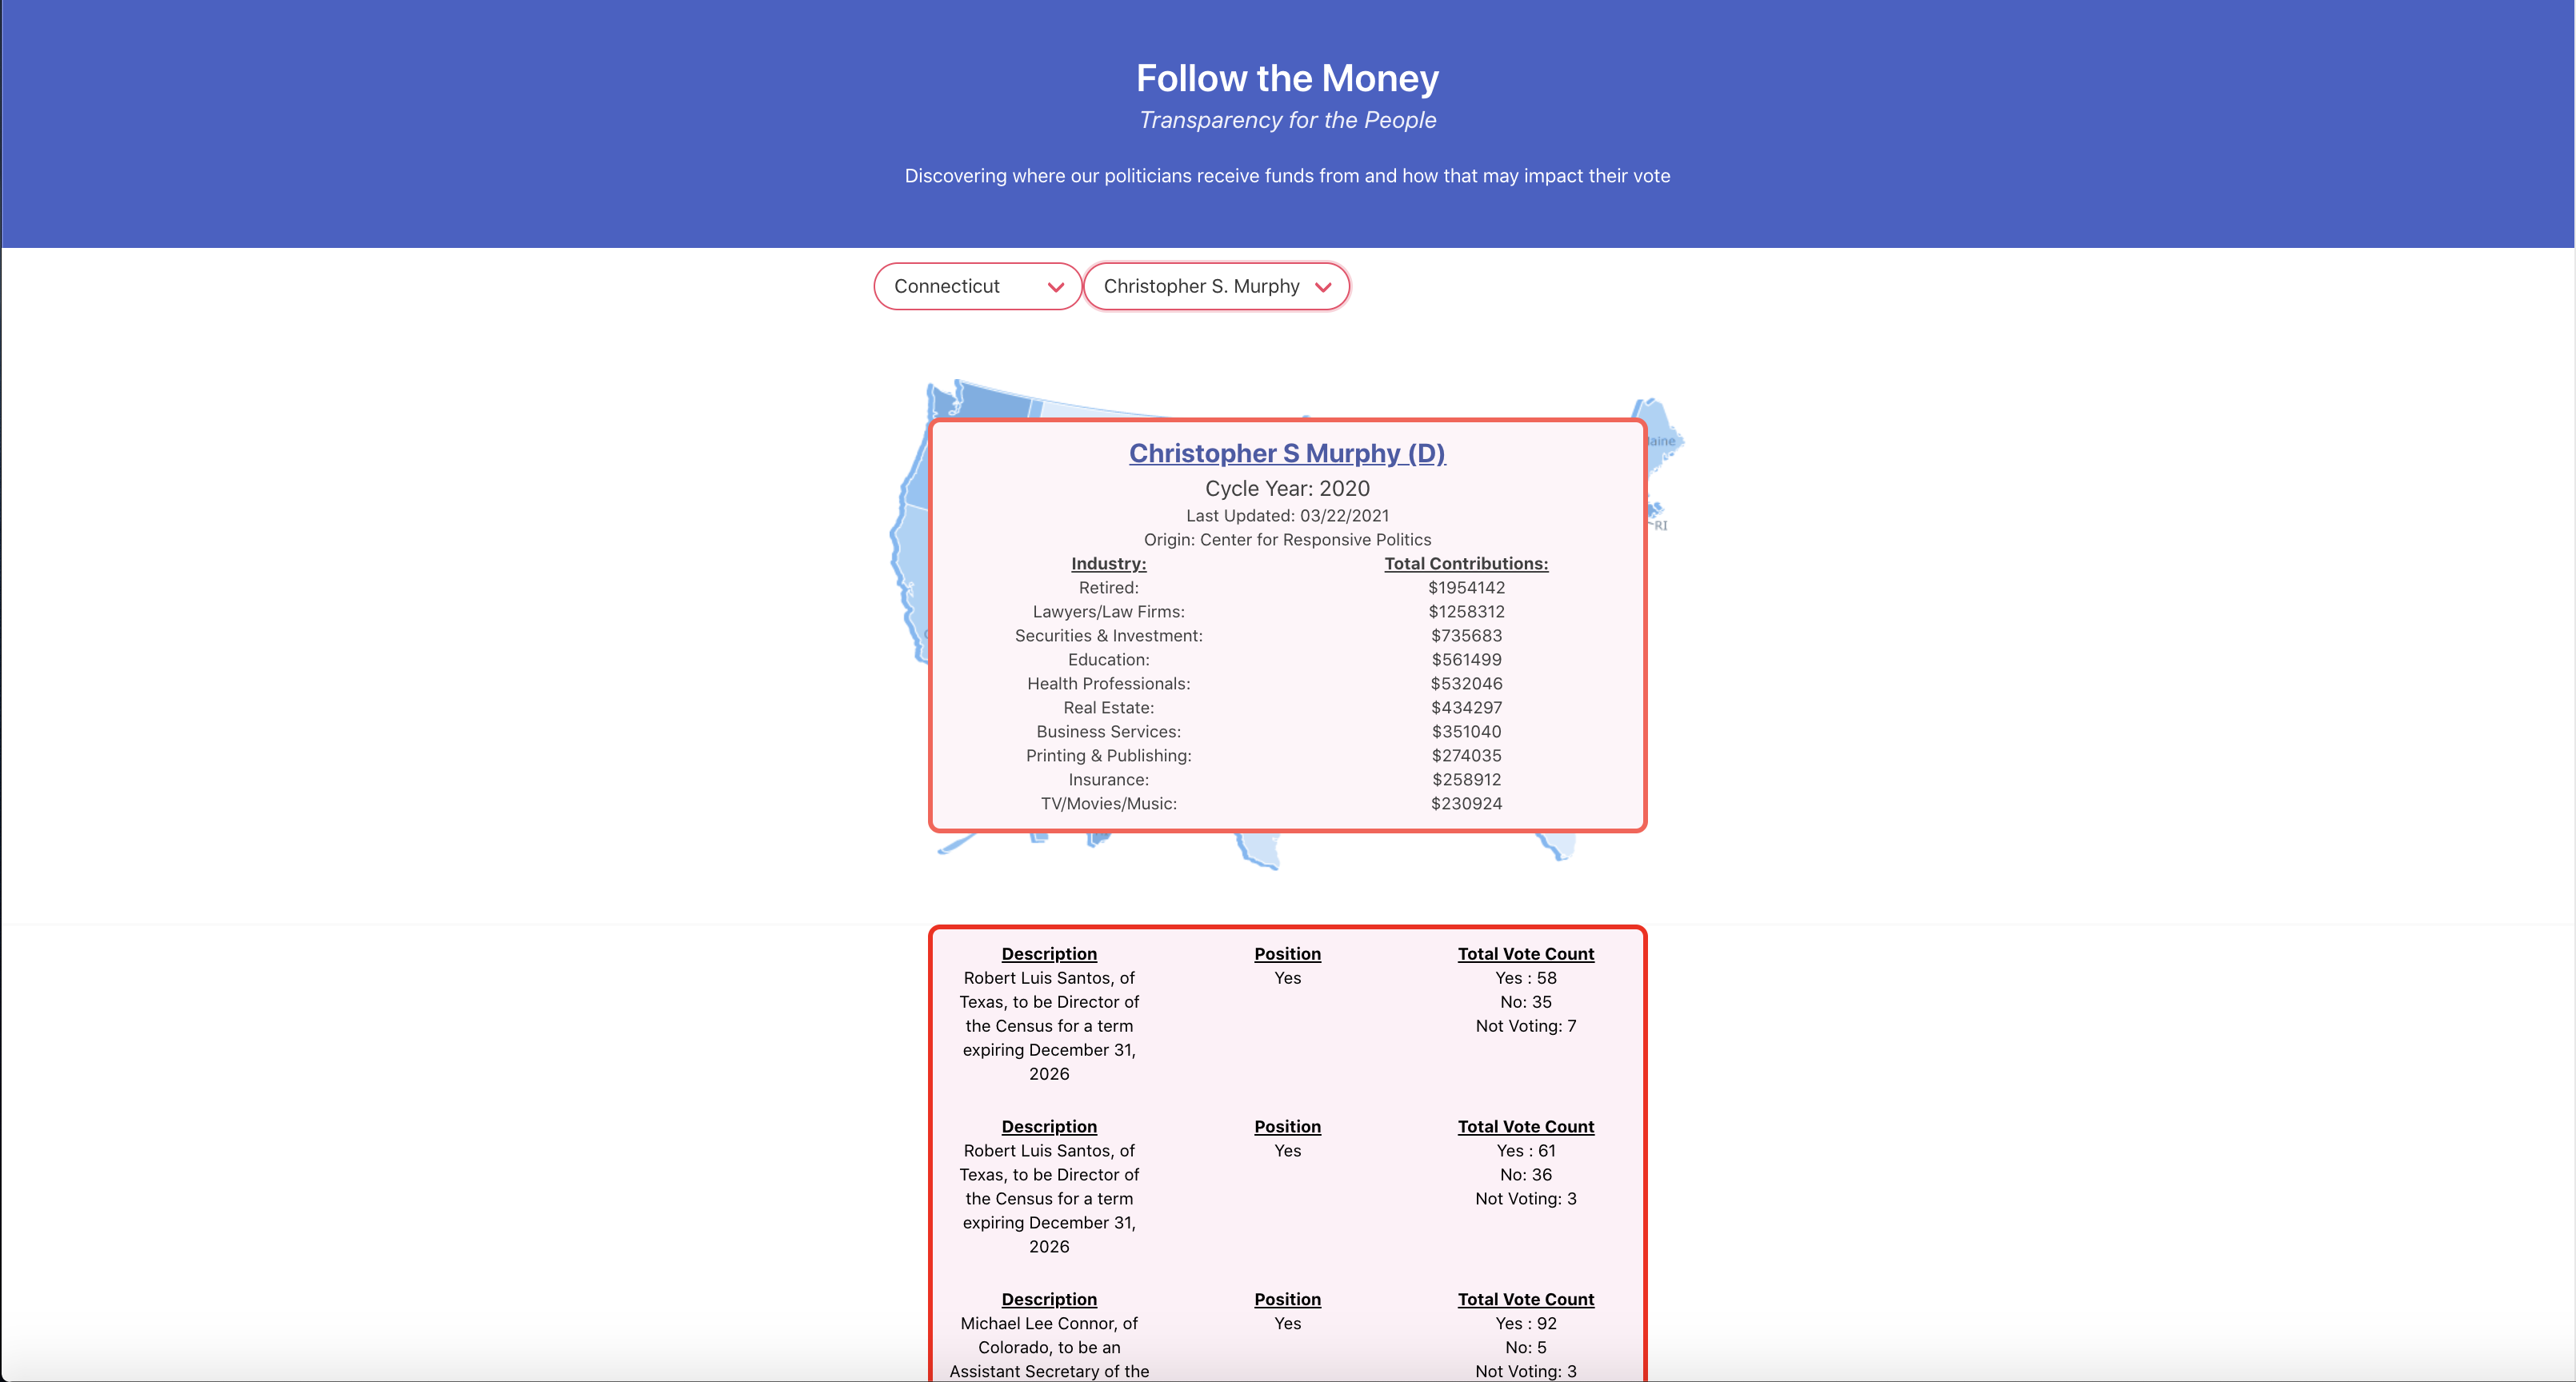 Follow the Money
Transparency for the People
Discovering where our politicians receive funds from and how that may impact their vote
Connecticut
Christopher S. Murphy
Christopher S Murphy (D)
Cycle Year: 2020
Last Updated: 03/22/2021
Origin: Center for Responsive Politics
Industry: Total Contributions:
Retired: $1954142
Lawyers/Law Firms: $1258312
Securities & Investment: $735683
Education: $561499
Health Professionals: $532046
Real Estate: $434297
Business Services: $351040
Printing & Publishing: $274035
Insurance: $258912
TV/Movies/Music: $230924
RI
Description Position Total Vote Count
Robert Luis Santos, of Yes Yes : 58
Texas, to be Director of No: 35
the Census for a term Not Voting: 7
expiring December 31,
2026
Description Position Total Vote Count
Robert Luis Santos, of Yes Yes : 61
Texas, to be Director of No: 36
the Census for a term Not Voting: 3
expiring December 31,
2026
Description Position Total Vote Count
Michael Lee Connor, of Yes Yes : 92
Colorado, to be an No: 5
Assistant Secretary of the Not Voting: 3